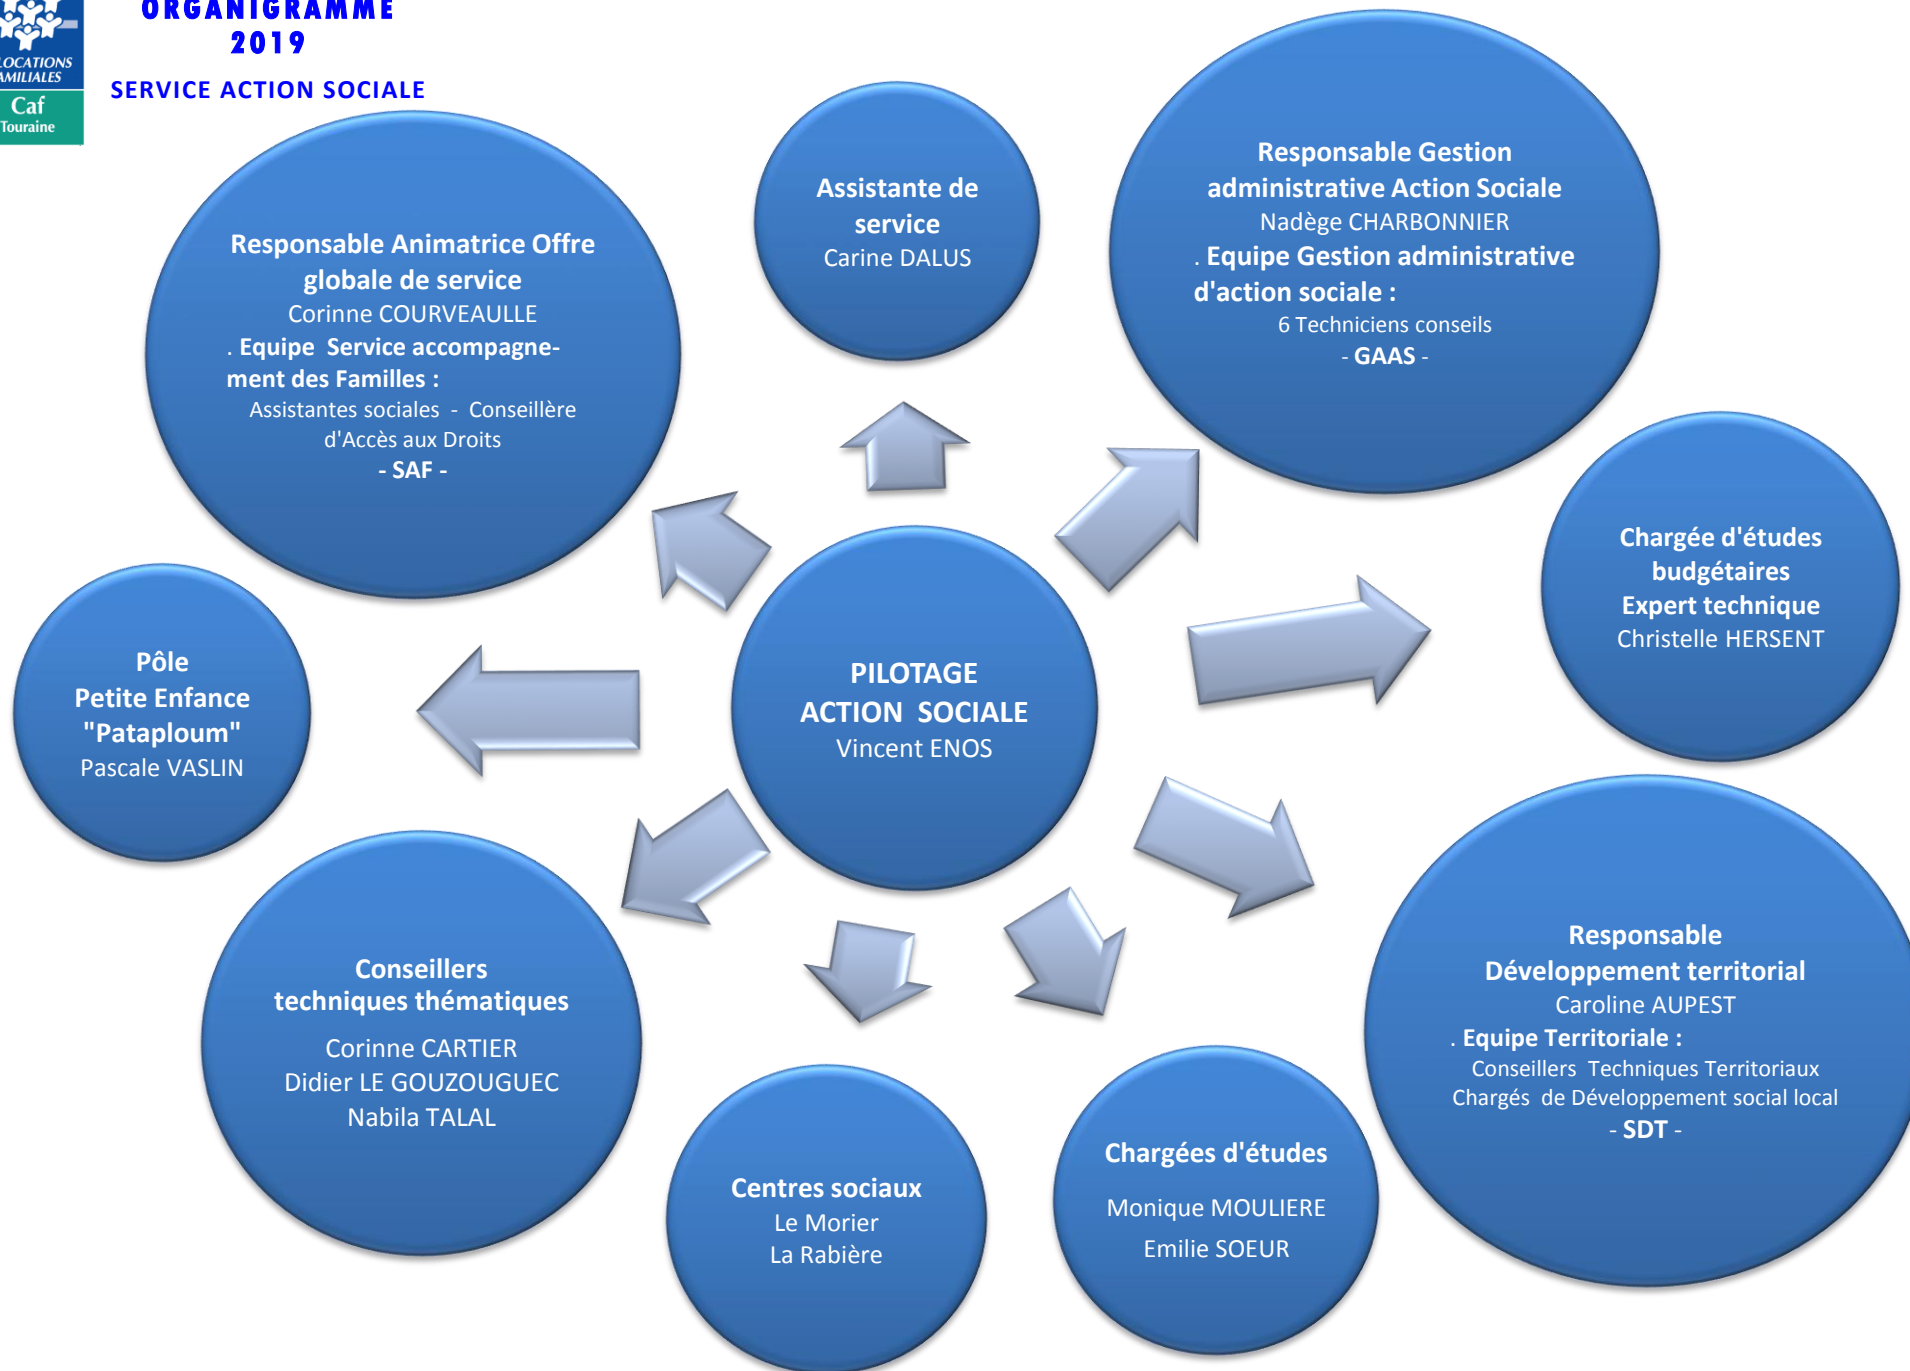 ORGANIGRAMME
2019
SERVICE ACTION SOCIALE
Caf
Touraine
Responsable Animatrice Offre
globale de service
Corinne COURVEAULLE
. Equipe  Service accompagne-
ment des Familles :
Assistantes sociales  -  Conseillère
d'Accès aux Droits
- SAF -
Assistante de
service
Carine DALUS
Responsable Gestion
administrative Action Sociale
Nadège CHARBONNIER
. Equipe Gestion administrative
d'action sociale :
6 Techniciens conseils
- GAAS -
Chargée d'études
budgétaires
Expert technique
Christelle HERSENT
Pôle
Petite Enfance
"Pataploum"
Pascale VASLIN
PILOTAGE
ACTION  SOCIALE
Vincent ENOS
Responsable
Développement territorial
Caroline AUPEST
. Equipe Territoriale :
Conseillers  Techniques Territoriaux
Chargés  de Développement social local
- SDT -
Conseillers
techniques thématiques
Corinne CARTIER
Didier LE GOUZOUGUEC
Nabila TALAL
Centres sociaux
Le Morier
La Rabière
Chargées d'études
Monique MOULIERE
Emilie SOEUR